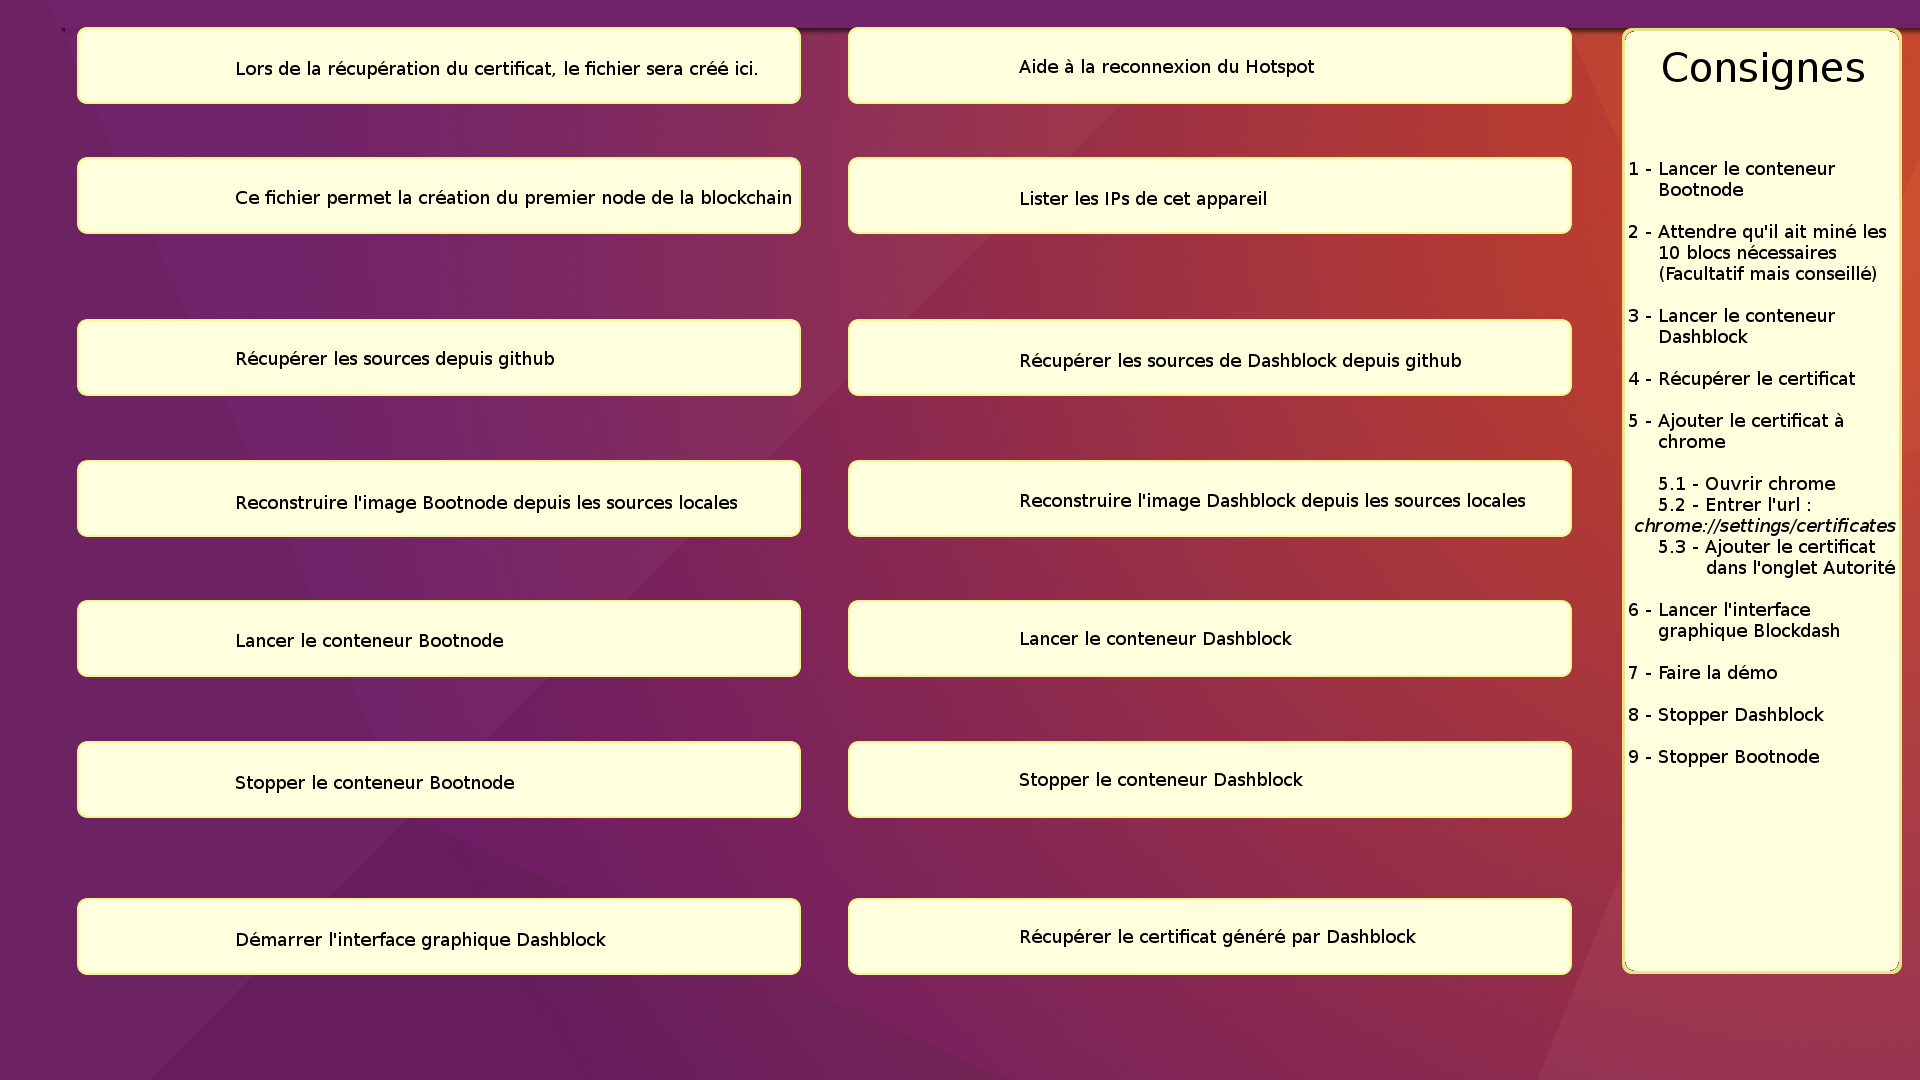 Lors de la récupération du certificat, le fichier sera créé ici.
Aide à la reconnexion du Hotspot
Ce fichier permet la création du premier node de la blockchain
Lister les IPs de cet appareil
Récupérer les sources depuis github
Récupérer les sources de Dashblock depuis github
Reconstruire l'image Bootnode depuis les sources locales
Reconstruire l'image Dashblock depuis les sources locales
Lancer le conteneur Bootnode
Lancer le conteneur Dashblock
Stopper le conteneur Bootnode
Stopper le conteneur Dashblock
Démarrer l'interface graphique Dashblock
Récupérer le certificat généré par Dashblock
Consignes
1 - Lancer le conteneur
Bootnode
2 - Attendre qu'il ait miné les
10 blocs nécessaires
(Facultatif mais conseillé)
3 - Lancer le conteneur
Dashblock
4 - Récupérer le certificat
5 - Ajouter le certificat à
chrome
5.1 - Ouvrir chrome
5.2 - Entrer l'url :
chrome://settings/certificates
5.3 - Ajouter le certificat
dans l'onglet Autorité
6 - Lancer l'interface
graphique Blockdash
7 - Faire la démo
8 - Stopper Dashblock
9 - Stopper Bootnode